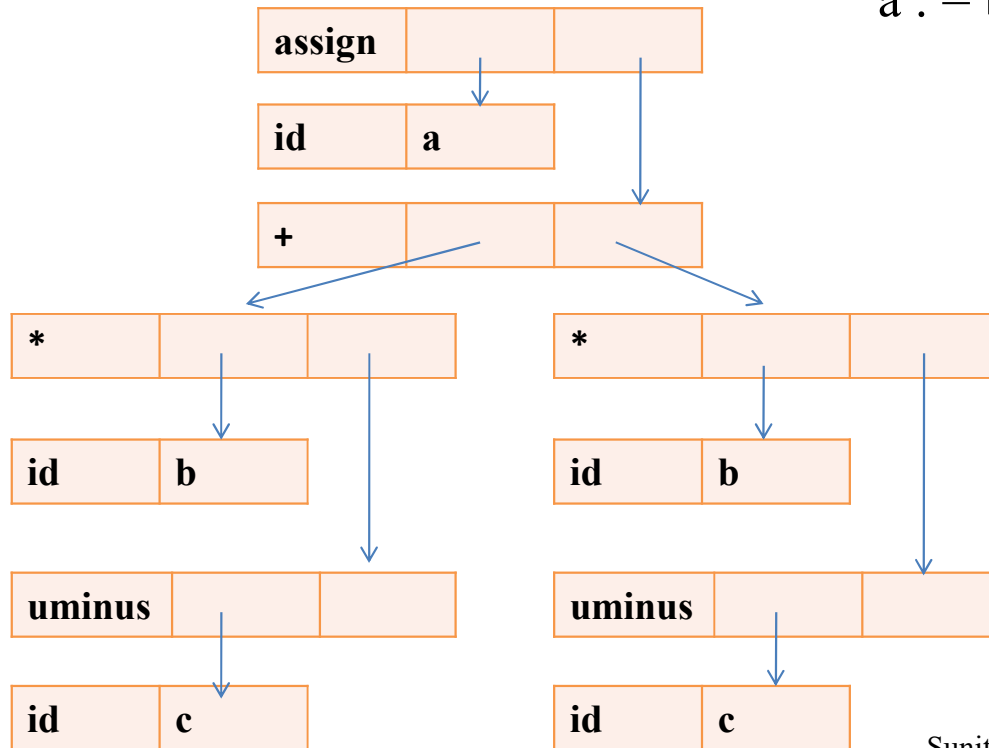 a : =
assign
id a
+
* *
id b id b
uminus uminus
id c id c